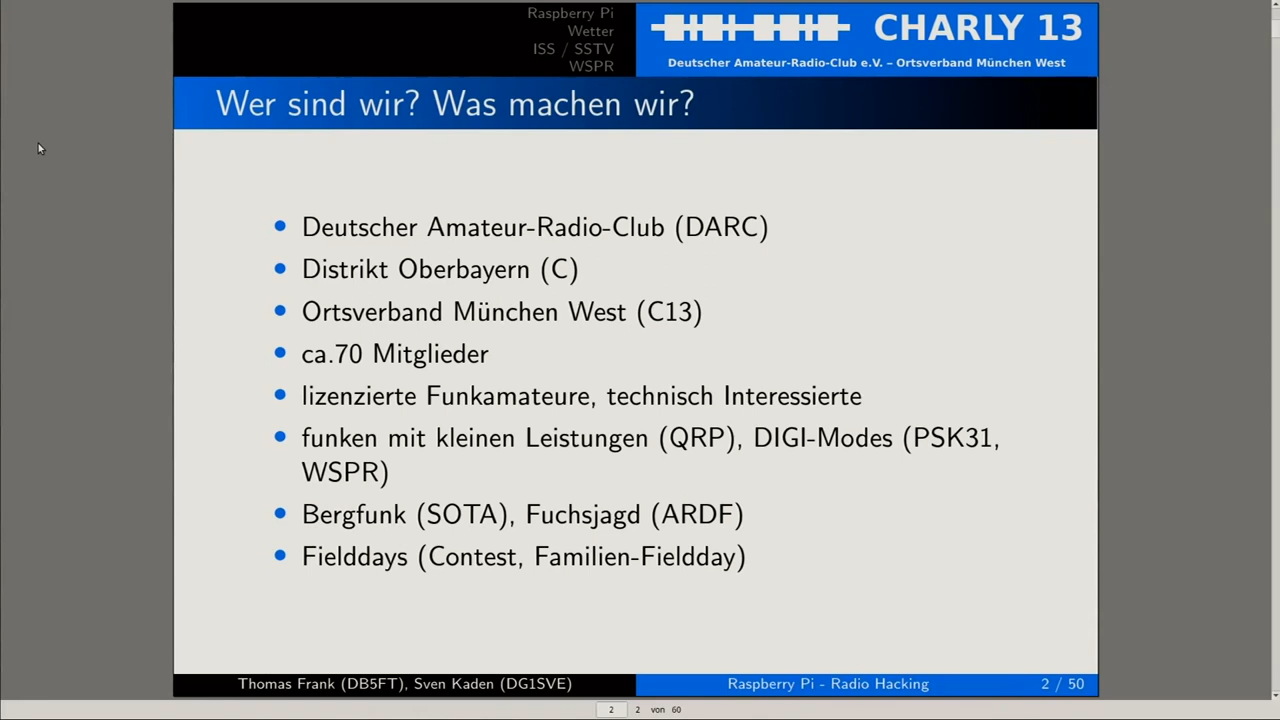 Raspberry Pi
Wetter
ISS / SSTV
WSPR
CHARLY 13
Deutscher Amateur-Radio-Club e.V. – Ortsverband München West
Wer sind wir? Was machen wir?
Deutscher Amateur-Radio-Club (DARC)
Distrikt Oberbayern (C)
Ortsverband München West (C13)
ca.70 Mitglieder
lizenzierte Funkamateure, technisch Interessierte
funken mit kleinen Leistungen (QRP), DIGI-Modes (PSK31,
WSPR)
Bergfunk (SOTA), Fuchsjagd (ARDF)
Fielddays (Contest, Familien-Fieldday)
Thomas Frank (DB5FT), Sven Kaden (DG1SVE)
Raspberry Pi - Radio Hacking
2 / 50
2
2 von 60